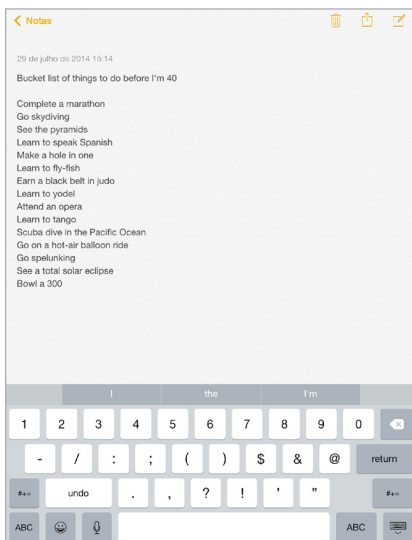 Notas
29 de julho de 2014 15:14
Bucket list of things to do before I'm 40
Complete a marathon
Go skydiving
See the pyramids
Learn to speak Spanish
Make a hole in one
Learn to fly-fish
Earn a black belt in judo
Learn to yodel
Attend an opera
Learn to tango
Scuba dive in the Pacific Ocean
Go on a hot-air balloon ride
Go spelunking
See a total solar eclipse
Bowl a 300
I the I'm
1 2 3 4 5 6 7 8 9 0
- / : ; ( ) $ & @ return
#+= undo . , ? ! ' " #+=
ABC ABC